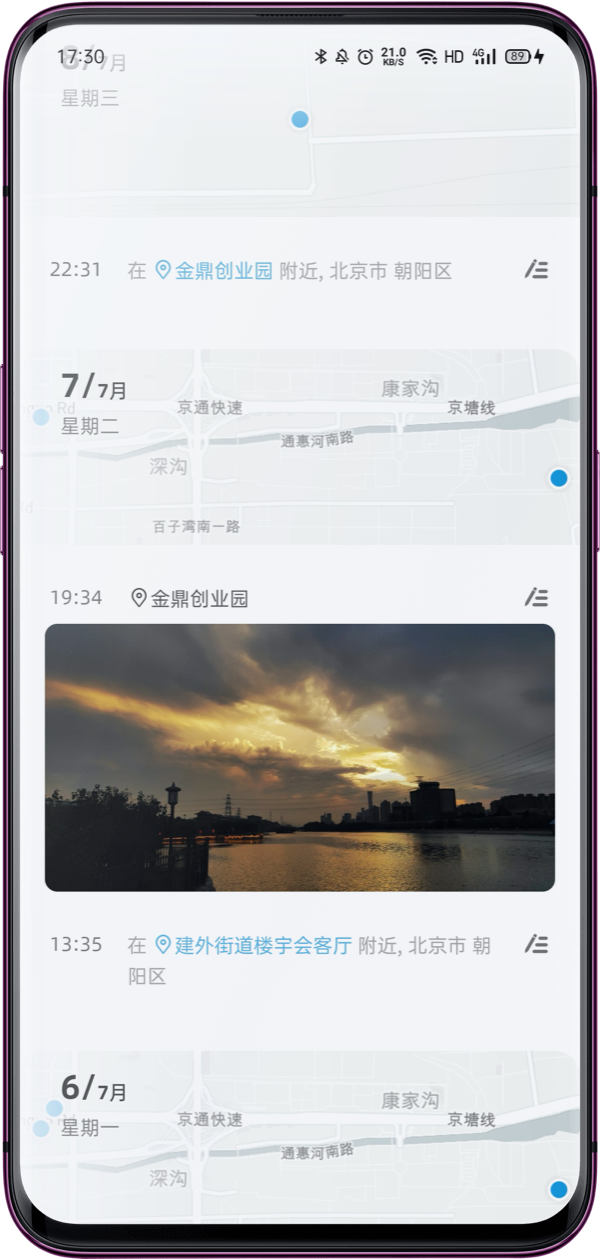 17:30 21.0 KB/S HD 4G 89
8/7月
星期三
22:31 在 金鼎创业园 附近, 北京市 朝阳区
7/7月
康家沟
京通快速 京塘线
星期二
通惠河南路
深沟
百子湾南一路
19:34 金鼎创业园
13:35 在 建外街道楼宇会客厅 附近, 北京市 朝
阳区
6/7月
康家沟
京通快速 京塘线
星期一
通惠河南路
深沟